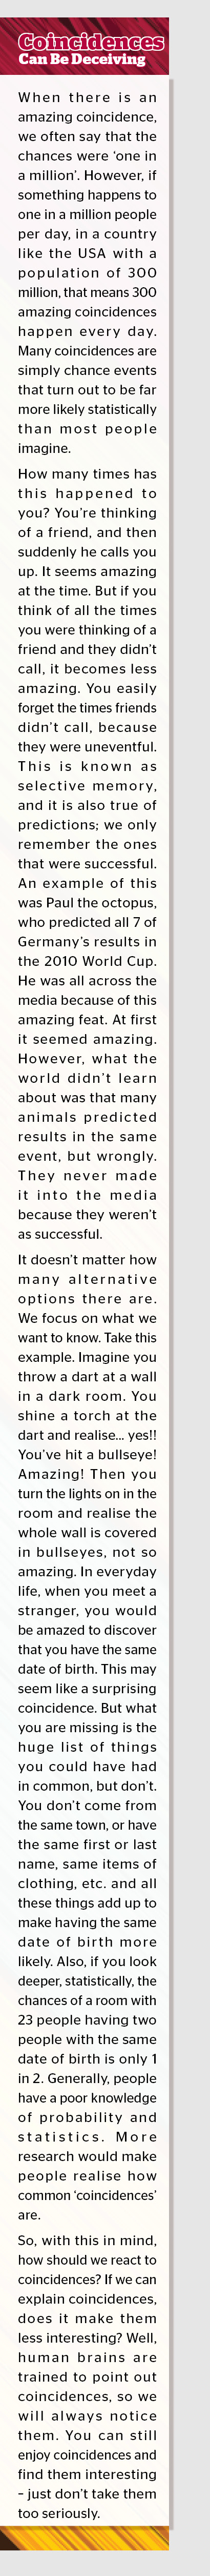 Coincidences
Can Be Deceiving
When there is an
amazing coincidence,
we often say that the
chances were ‘one in
a million’. However, if
something happens to
one in a million people
per day, in a country
like the USA with a
population of 300
million, that means 300
amazing coincidences
happen every day.
Many coincidences are
simply chance events
that turn out to be far
more likely statistically
than most people
imagine.
How many times has
this happened to
you? You’re thinking
of a friend, and then
suddenly he calls you
up. It seems amazing
at the time. But if you
think of all the times
you were thinking of a
friend and they didn’t
call, it becomes less
amazing. You easily
forget the times friends
didn’t call, because
they were uneventful.
This is known as
selective memory,
and it is also true of
predictions; we only
remember the ones
that were successful.
An example of this
was Paul the octopus,
who predicted all 7 of
Germany’s results in
the 2010 World Cup.
He was all across the
media because of this
amazing feat. At first
it seemed amazing.
However, what the
world didn’t learn
about was that many
animals predicted
results in the same
event, but wrongly.
They never made
it into the media
because they weren’t
as successful.
It doesn’t matter how
many alternative
options there are.
We focus on what we
want to know. Take this
example. Imagine you
throw a dart at a wall
in a dark room. You
shine a torch at the
dart and realise... yes!!
You’ve hit a bullseye!
Amazing! Then you
turn the lights on in the
room and realise the
whole wall is covered
in bullseyes, not so
amazing. In everyday
life, when you meet a
stranger, you would
be amazed to discover
that you have the same
date of birth. This may
seem like a surprising
coincidence. But what
you are missing is the
huge list of things
you could have had
in common, but don’t.
You don’t come from
the same town, or have
the same first or last
name, same items of
clothing, etc. and all
these things add up to
make having the same
date of birth more
likely. Also, if you look
deeper, statistically, the
chances of a room with
23 people having two
people with the same
date of birth is only 1
in 2. Generally, people
have a poor knowledge
of probability and
statistics. More
research would make
people realise how
common ‘coincidences’
are.
So, with this in mind,
how should we react to
coincidences? If we can
explain coincidences,
does it make them
less interesting? Well,
human brains are
trained to point out
coincidences, so we
will always notice
them. You can still
enjoy coincidences and
find them interesting
– just don’t take them
too seriously.